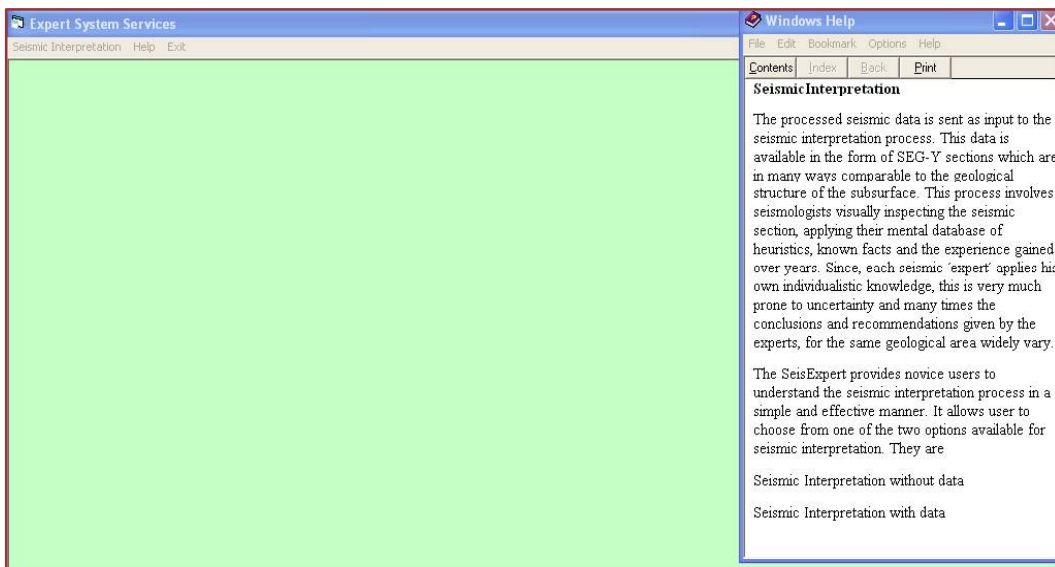 Expert System Services
Seismic Interpretation Help Exit
Windows Help
File Edit Bookmark Options Help
Contents Index Back Print
Seismic Interpretation
The processed seismic data is sent as input to the
seismic interpretation process. This data is
available in the form of SEG-Y sections which are
in many ways comparable to the geological
structure of the subsurface. This process involves
seismologists visually inspecting the seismic
section, applying their mental database of
heuristics, known facts and the experience gained
over years. Since, each seismic 'expert' applies his
own individualistic knowledge, this is very much
prone to uncertainty and many times the
conclusions and recommendations given by the
experts, for the same geological area widely vary.
The SeisExpert provides novice users to
understand the seismic interpretation process in a
simple and effective manner. It allows user to
choose from one of the two options available for
seismic interpretation. They are
Seismic Interpretation without data
Seismic Interpretation with data